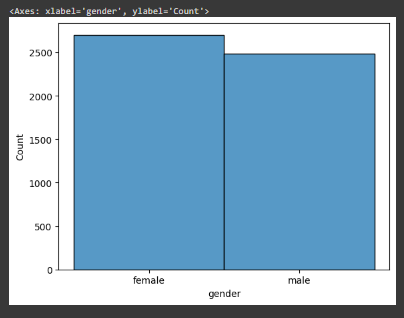 <Axes: xlabel='gender', ylabel='Count'>
2500
2000
1500
1000
500
0
Count
female male
gender